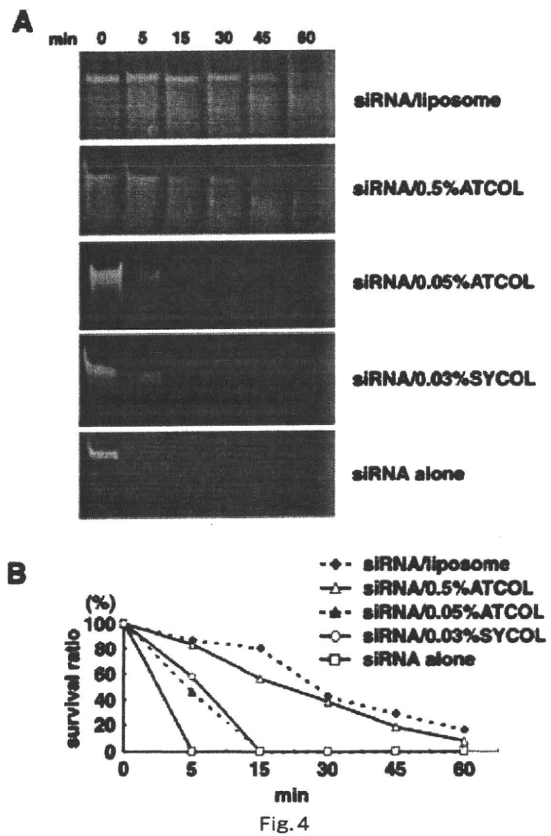 A
min 0 5 15 30 45 60
siRNA/liposome
siRNA/0.5%ATCOL
siRNA/0.05%ATCOL
siRNA/0.03%SYCOL
siRNA alone
B
siRNA/liposome
siRNA/0.5%ATCOL
siRNA/0.05%ATCOL
siRNA/0.03%SYCOL
siRNA alone
(%)
100
80
60
40
20
0
survival ratio
0 5 15 30 45 60
min
Fig. 4